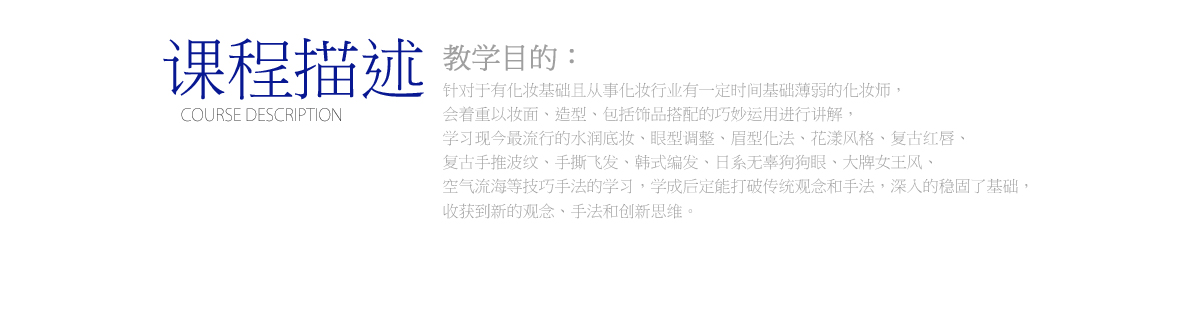 课程描述
COURSE DESCRIPTION
教学目的：
针对于有化妆基础且从事化妆行业有一定时间基础薄弱的化妆师，
会着重以妆面、造型、包括饰品搭配的巧妙运用进行讲解，
学习现今最流行的水润底妆、眼型调整、眉型化法、花漾风格、复古红唇、
复古手推波纹、手撕飞发、韩式编发、日系无辜狗狗眼、大牌女王风、
空气流海等技巧手法的学习，学成后定能打破传统观念和手法，深入的稳固了基础，
收获到新的观念、手法和创新思维。